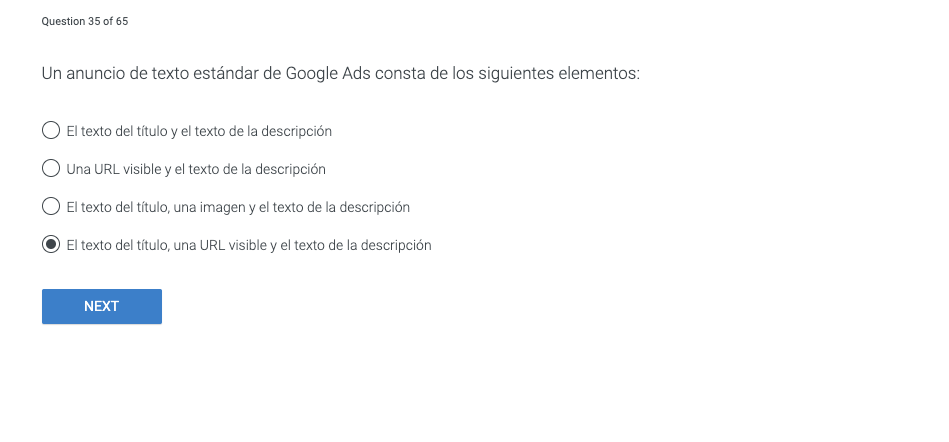 Question 35 of 65
Un anuncio de texto estándar de Google Ads consta de los siguientes elementos:
El texto del título y el texto de la descripción
Una URL visible y el texto de la descripción
El texto del título, una imagen y el texto de la descripción
El texto del título, una URL visible y el texto de la descripción
NEXT